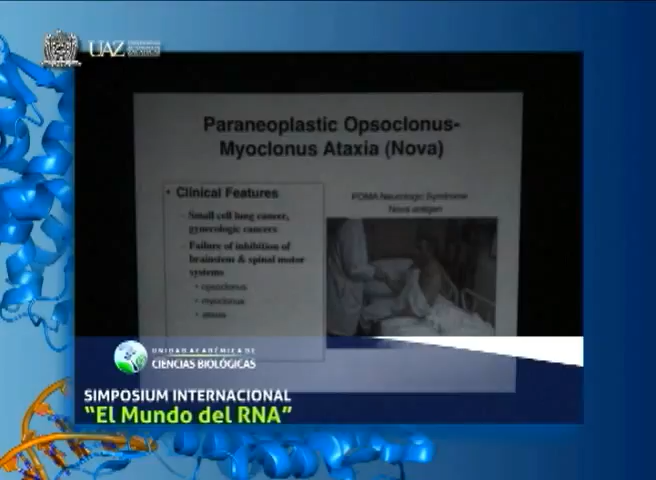 UAZ
Paraneoplastic Opsoclonus-
Myoclonus Ataxia (Nova)
• Clinical Features
– Small cell lung cancer,
gynecologic cancers
– Failure of inhibition of
brainstem & spinal motor
systems
• opsoclonus
• myoclonus
• ataxia
POMA Neurologic Syndrome
Nova antigen
UNIDAD ACADÉMICA DE
CIENCIAS BIOLÓGICAS
SIMPOSIUM INTERNACIONAL
"El Mundo del RNA"